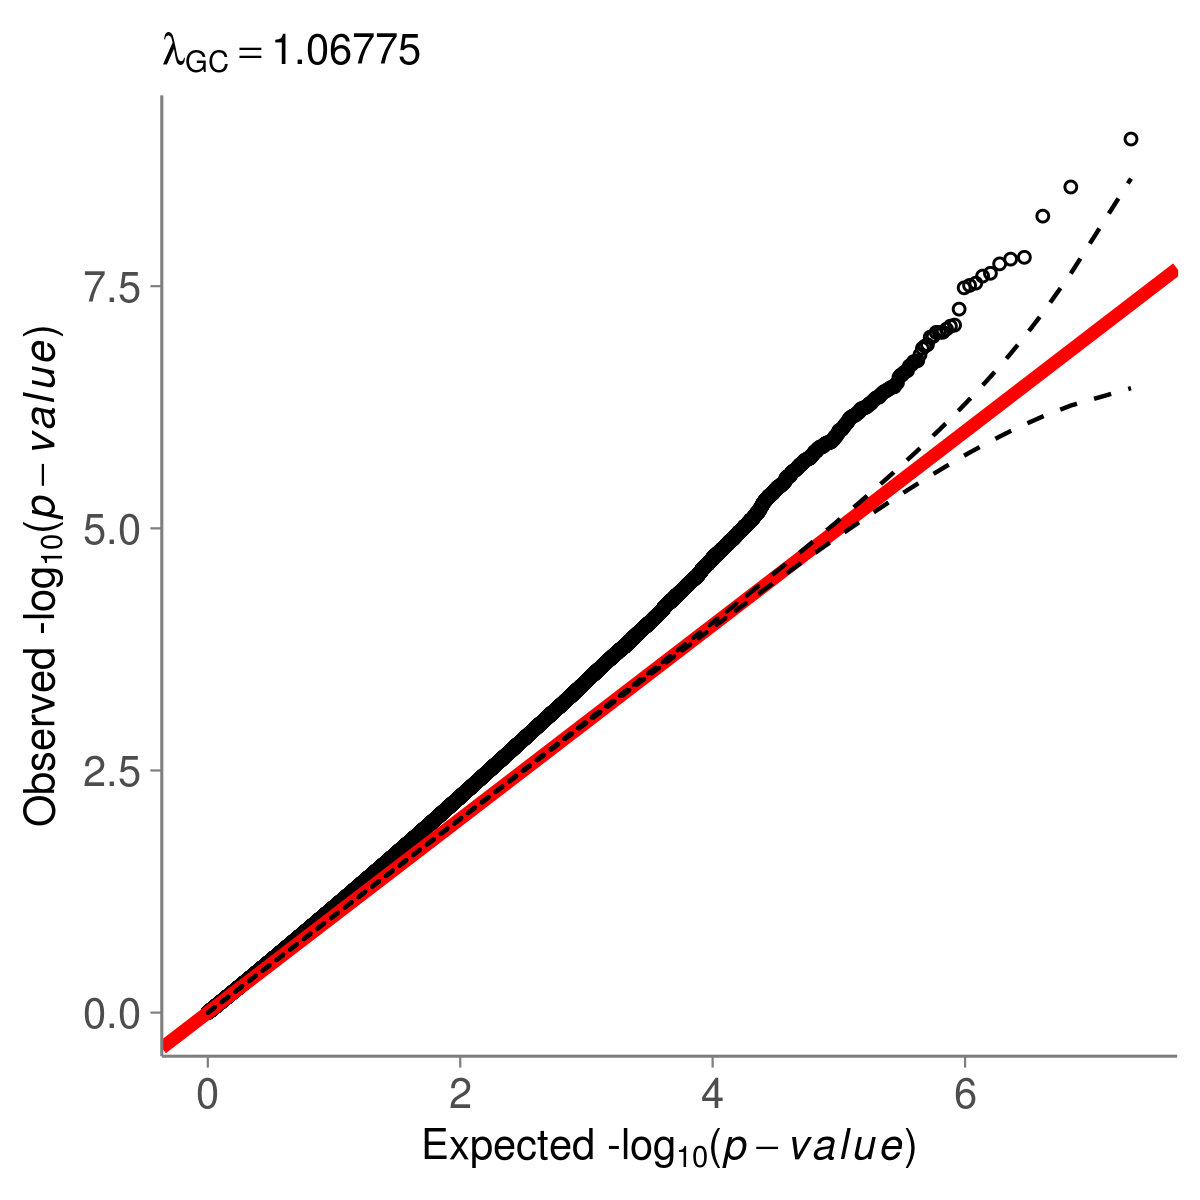 λGC = 1.06775
Observed -log10(p − value)
7.5
5.0
2.5
0.0
0 2 4 6
Expected -log10(p − value)